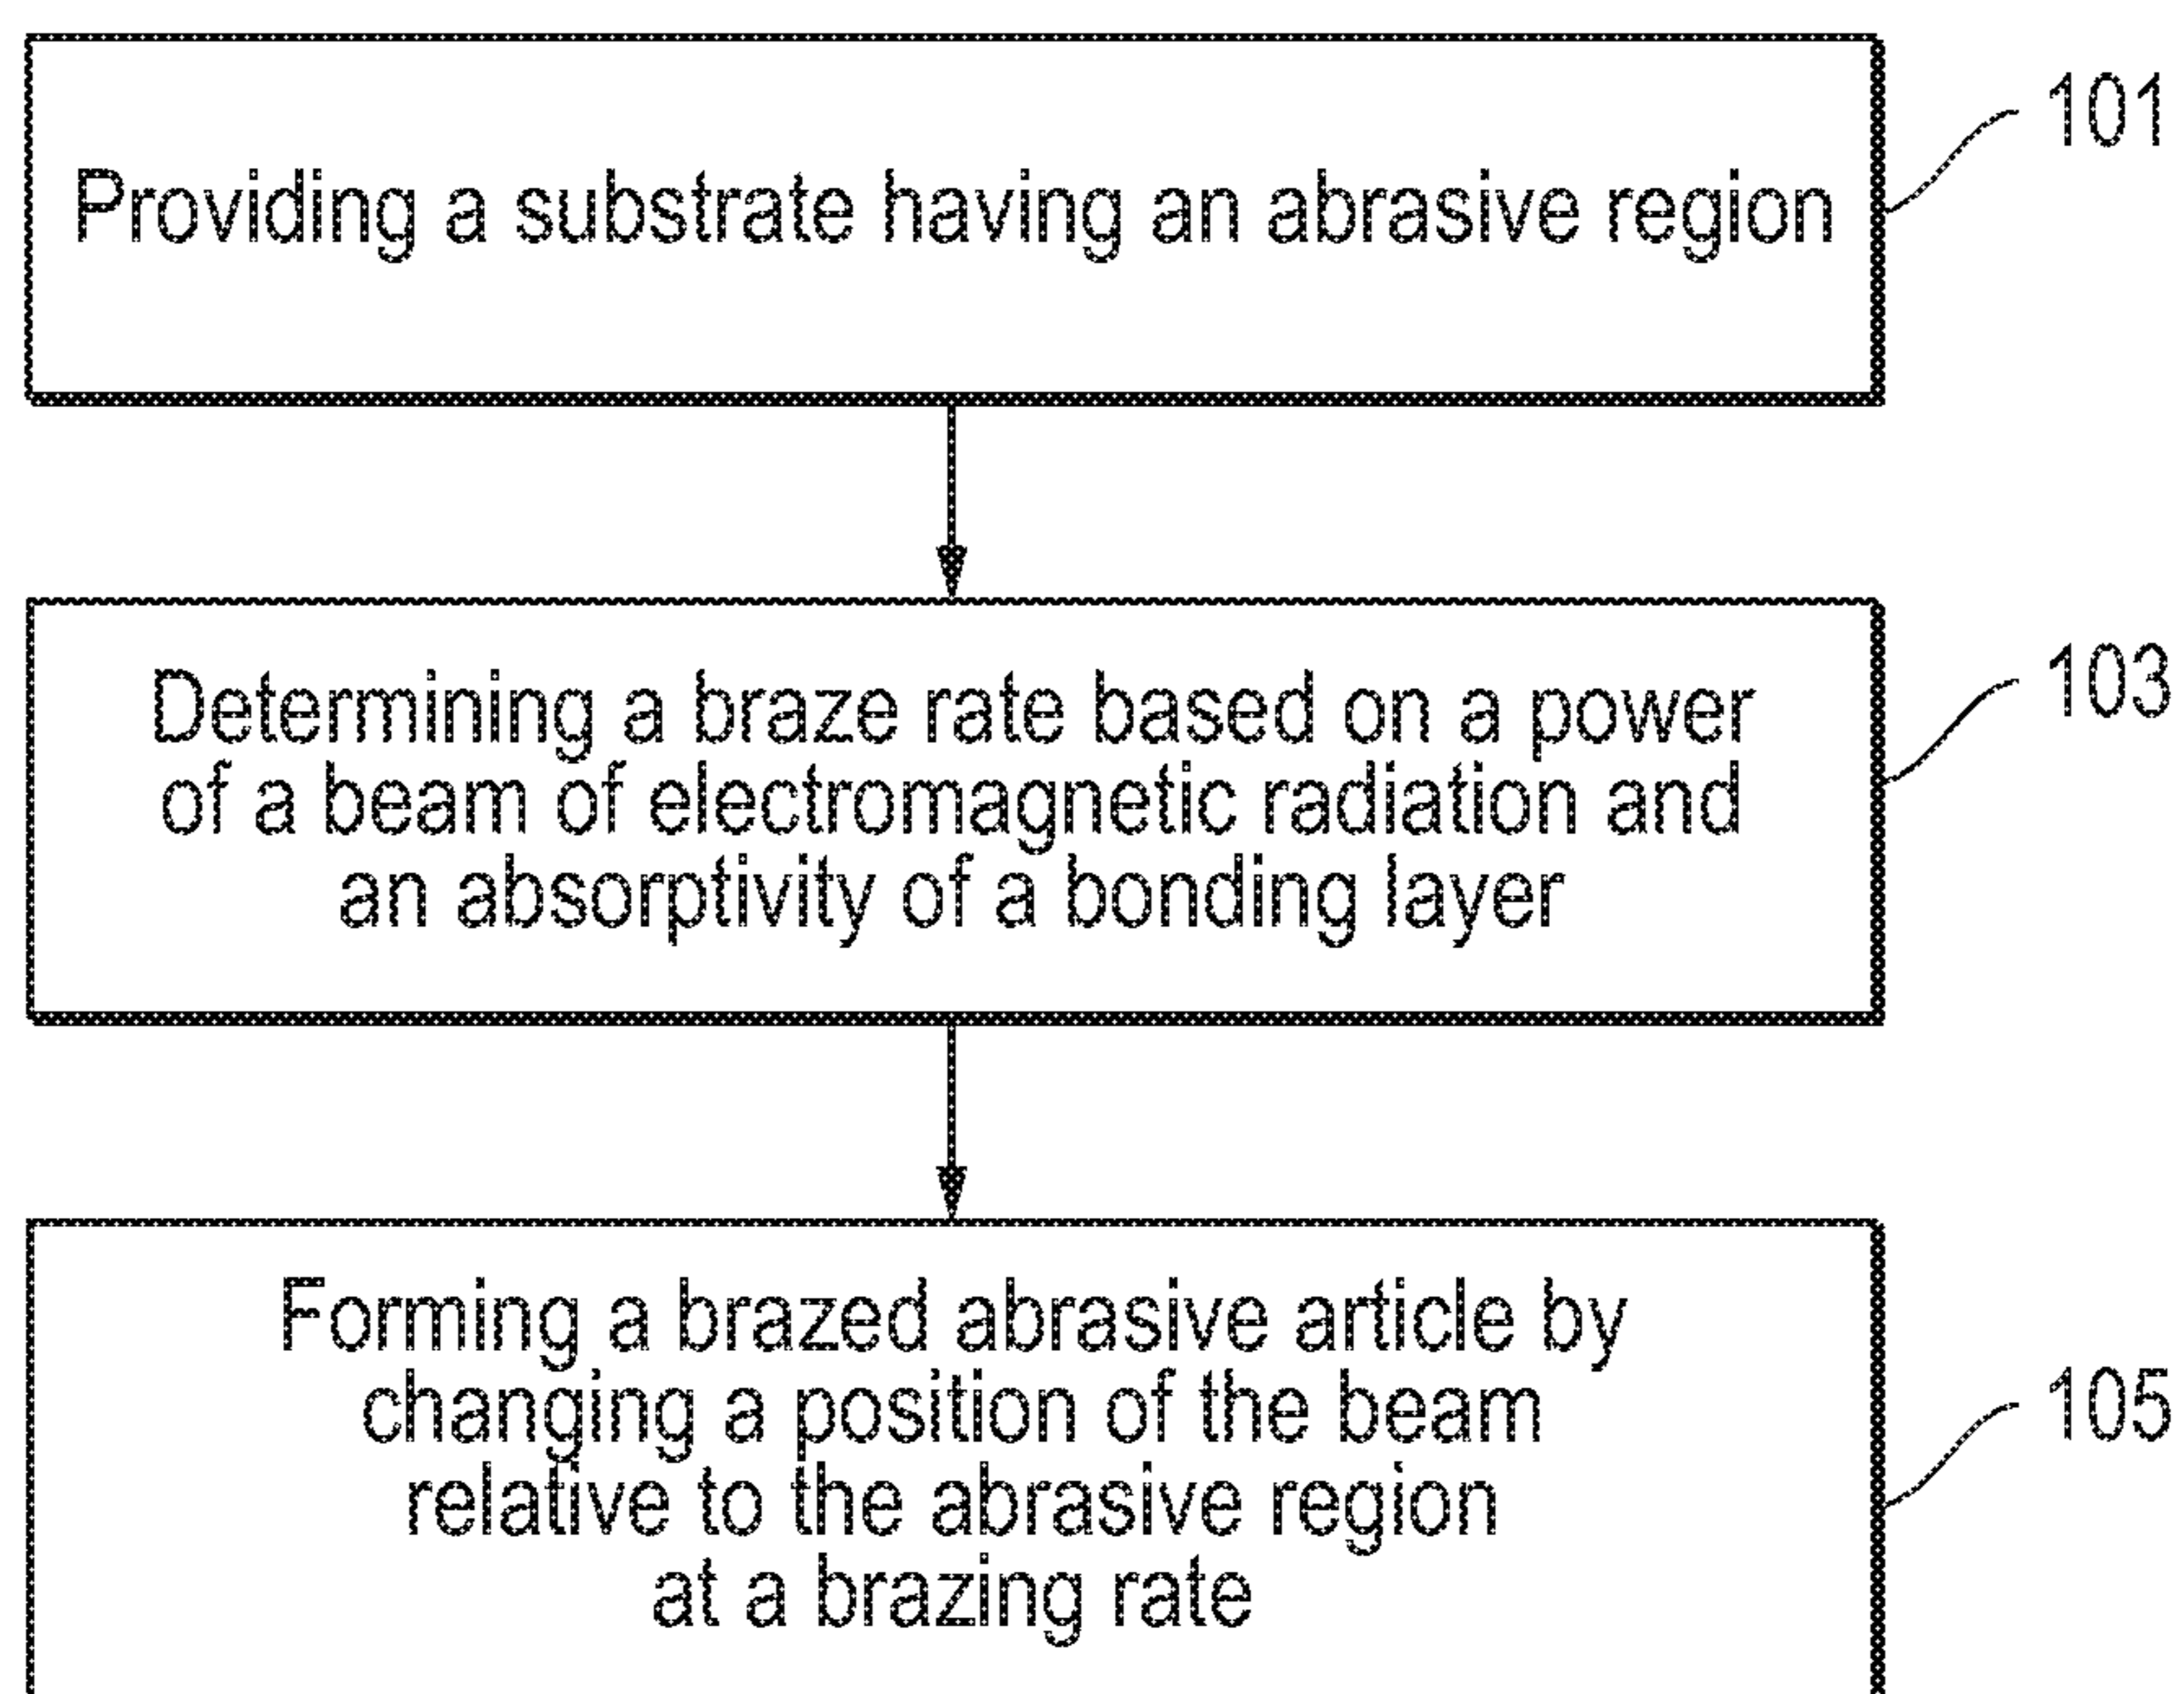 Providing a substrate having an abrasive region
101
Determining a braze rate based on a power
of a beam of electromagnetic radiation and
an absorptivity of a bonding layer
103
Forming a brazed abrasive article by
changing a position of the beam
relative to the abrasive region
at a brazing rate
105